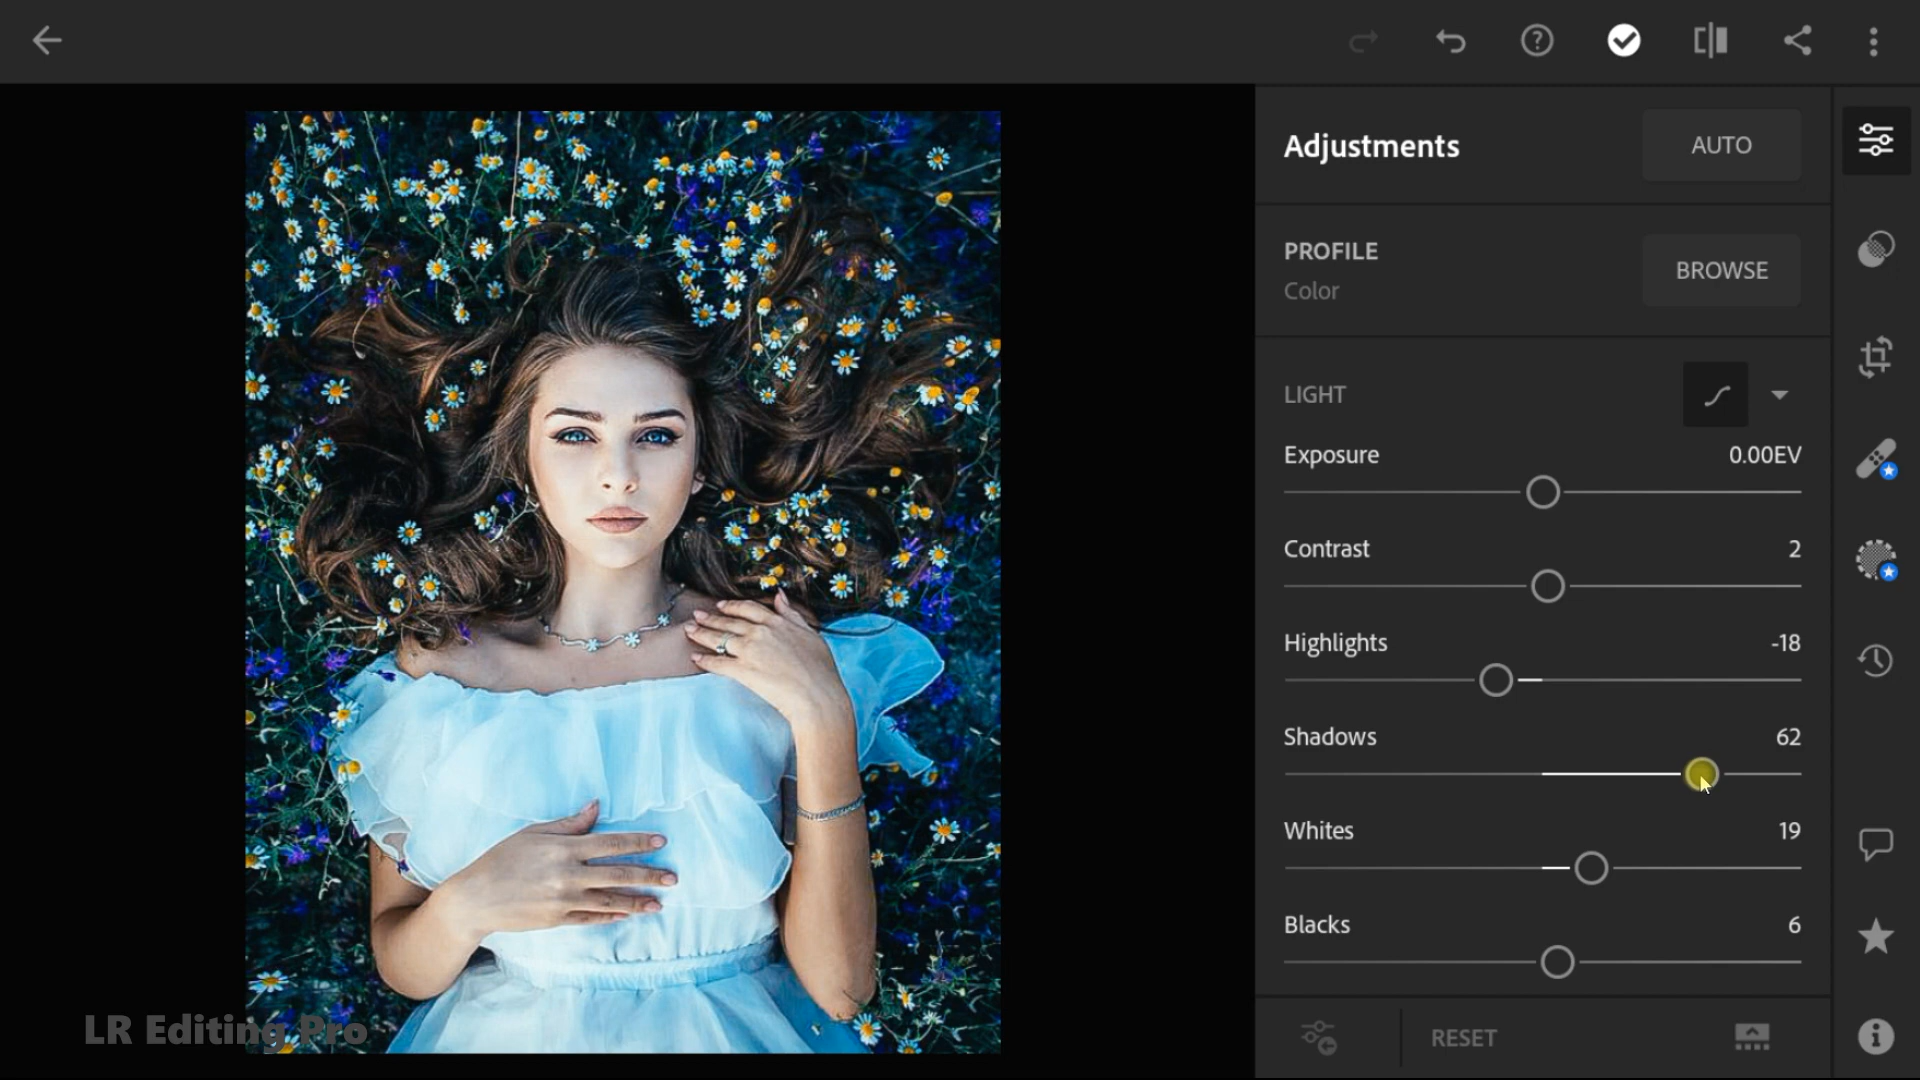 Adjustments AUTO
PROFILE BROWSE
Color
LIGHT
Exposure 0.00EV
Contrast 2
Highlights -18
Shadows 62
Whites 19
Blacks 6
LR Editing Pro
RESET